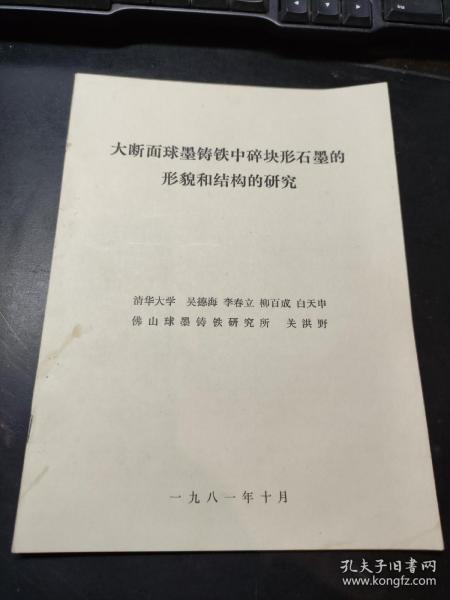 大断面球墨铸铁中碎块形石墨的
形貌和结构的研究
清华大学 吴德海 李春立 柳百成 白天申
佛山球墨铸铁研究所 关洪野
一九八一年十月
孔夫子旧书网
www.kongfz.com